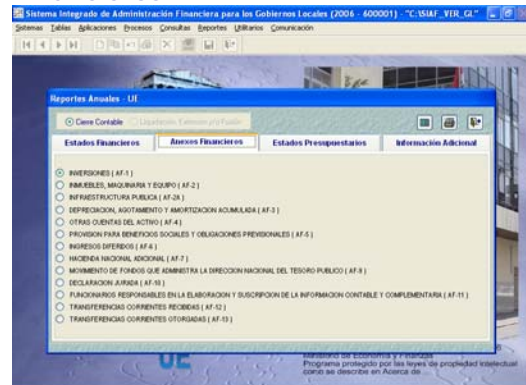 Sistema Integrado de Administración Financiera para los Gobiernos Locales (2006 - 600001) - "C:\SIAF_VER_GL"
Sistemas Tablas Aplicaciones Procesos Consultas Reportes Utilitarios Comunicación
Reportes Anuales - UE
Cierre Contable
Estados Financieros Anexos Financieros Estados Presupuestarios Información Adicional
INVERSIONES ( AF-1 )
INMUEBLES, MAQUINARIA Y EQUIPO ( AF-2 )
INFRAESTRUCTURA PUBLICA ( AF-2A )
DEPRECIACION, AGOTAMIENTO Y AMORTIZACION ACUMULADA ( AF-3 )
OTRAS CUENTAS DEL ACTIVO ( AF-4 )
PROVISION PARA BENEFICIOS SOCIALES Y OBLIGACIONES PREVISIONALES ( AF-5 )
INGRESOS DIFERIDOS ( AF-6 )
HACIENDA NACIONAL ADICIONAL ( AF-7 )
MOVIMIENTO DE FONDOS QUE ADMINISTRA LA DIRECCION NACIONAL DEL TESORO PUBLICO ( AF-9 )
DECLARACION JURADA ( AF-10 )
FUNCIONARIOS RESPONSABLES EN LA ELABORACION Y SUSCRIPCION DE LA INFORMACION CONTABLE Y COMPLEMENTARIA ( AF-11 )
TRANSFERENCIAS CORRIENTES RECIBIDAS ( AF-12 )
TRANSFERENCIAS CORRIENTES OTORGADAS ( AF-13 )
UE
Ministerio de Economía y Finanzas
Programa protegido por las leyes de propiedad intelectual
como se describe en Acerca de ...